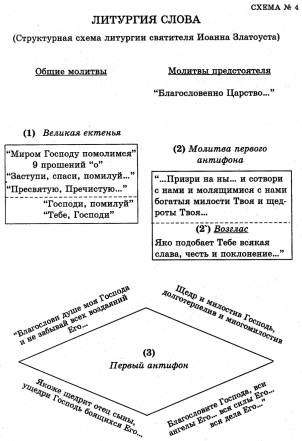 СХЕМА № 4
ЛИТУРГИЯ СЛОВА
(Структурная схема литургии святителя Иоанна Златоуста)
Общие молитвы
Молитвы предстоятеля
"Благословенно Царство..."
(1) Великая ектенья
"Миром Господу помолимся"
9 прошений "о"
"Заступи, спаси, помилуй..."
"Пресвятую, Пречистую..."
"Господи, помилуй"
"Тебе, Господи"
(2) Молитва первого
антифона
"...Призри на ны... и сотвори
с нами и молящимися с нами
богатыя милости Твоя и щед-
роты Твоя...
(2') Возглас
Яко подобает Тебе всякая
слава, честь и поклонение..."
"Благослови душе моя Господа
и не забывай всех воздаяний
Его...
Щедр и милостив Господь,
долготерпелив и многомилостив
(3)
Первый антифон
Якоже щедрит отец сыны,
ущедри Господь боящихся Его...
Благословите Господа, вси
ангелы Его... вся силы Его...
вся дела Его..."